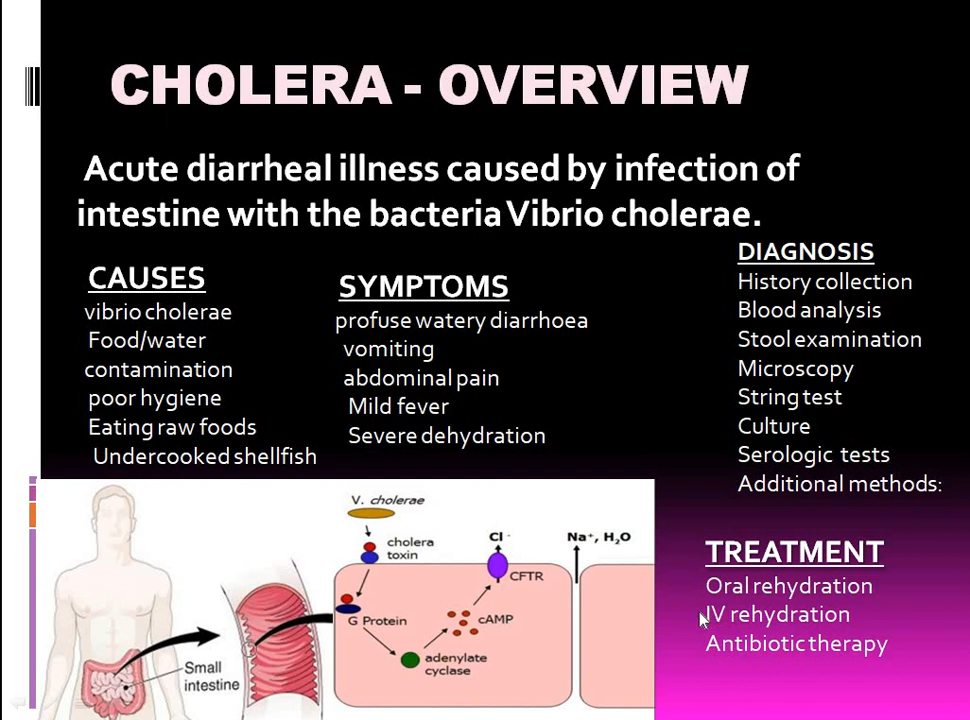 CHOLERA - OVERVIEW
Acute diarrheal illness caused by infection of
intestine with the bacteria Vibrio cholerae.
CAUSES
vibrio cholerae
Food/water
contamination
poor hygiene
Eating raw foods
Undercooked shellfish
SYMPTOMS
profuse watery diarrhoea
vomiting
abdominal pain
Mild fever
Severe dehydration
DIAGNOSIS
History collection
Blood analysis
Stool examination
Microscopy
String test
Culture
Serologic tests
Additional methods:
TREATMENT
Oral rehydration
IV rehydration
Antibiotic therapy
Small
intestine
V. cholerae
cholera
toxin
G Protein
adenylate
cyclase
cAMP
CFTR
Cl⁻
Na⁺, H₂O